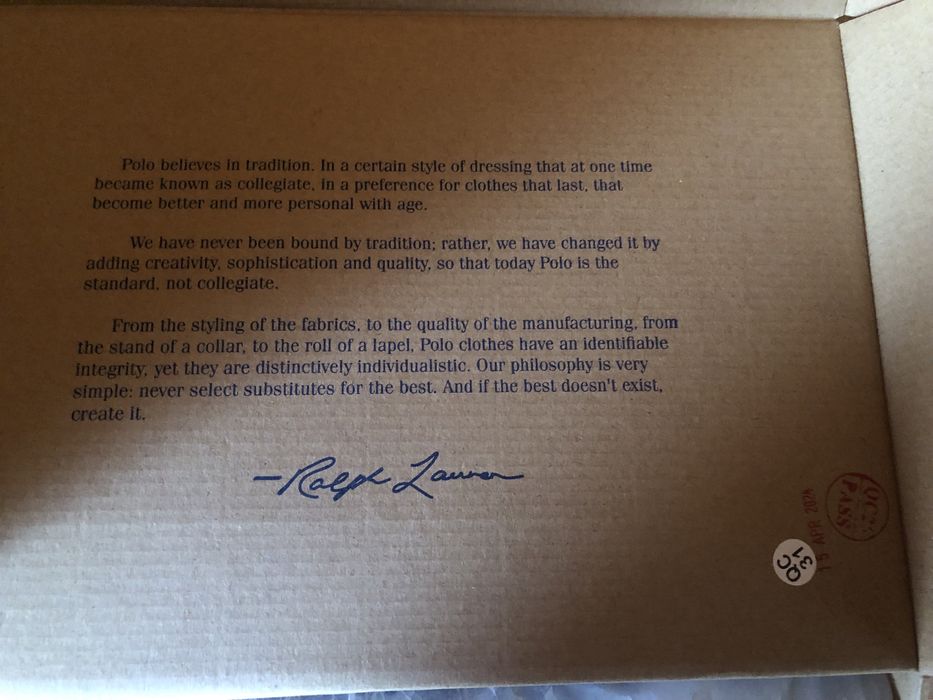 Polo believes in tradition. In a certain style of dressing that at one time
became known as collegiate, in a preference for clothes that last, that
become better and more personal with age.
We have never been bound by tradition; rather, we have changed it by
adding creativity, sophistication and quality, so that today Polo is the
standard, not collegiate.
From the styling of the fabrics, to the quality of the manufacturing, from
the stand of a collar, to the roll of a lapel, Polo clothes have an identifiable
integrity, yet they are distinctively individualistic. Our philosophy is very
simple: never select substitutes for the best. And if the best doesn't exist,
create it.
—Ralph Lauren
QC
PASS
15 APR 2024
QC
31